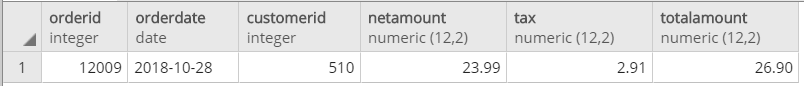 orderid orderdate customerid netamount tax totalamount
integer date integer numeric (12,2) numeric (12,2) numeric (12,2)
1 12009 2018-10-28 510 23.99 2.91 26.90